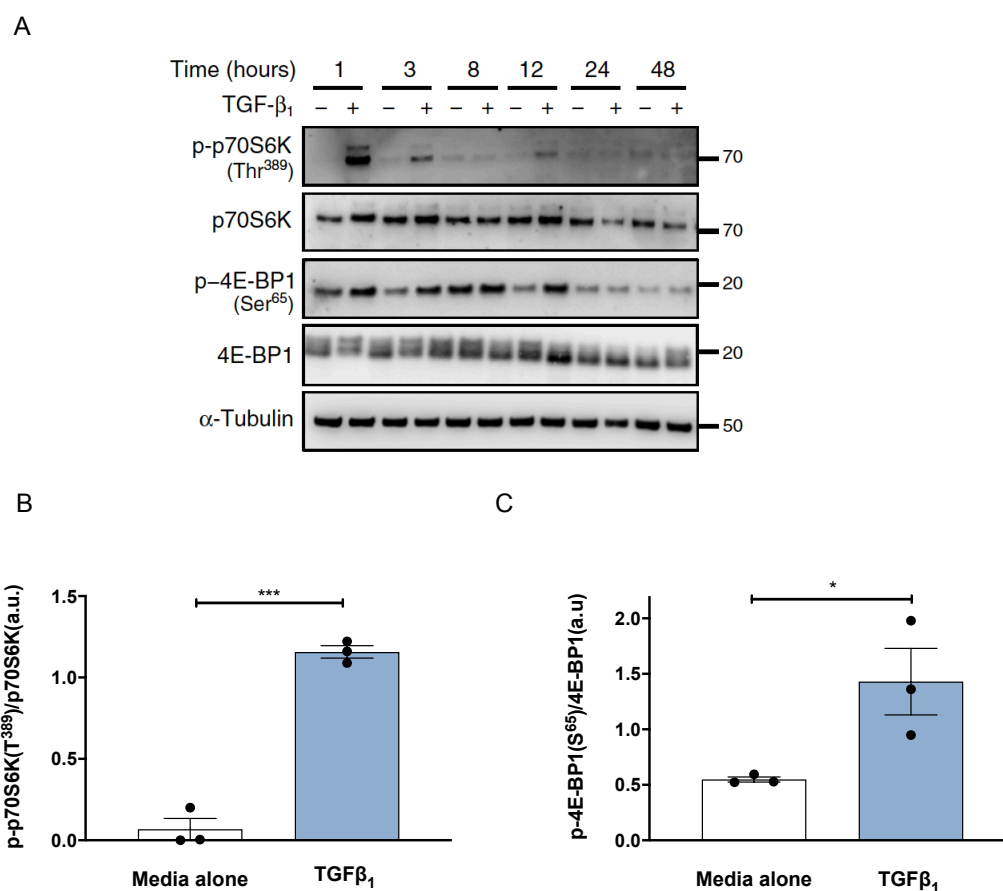 A
Time (hours) 1 3 8 12 24 48
TGF-β₁ – + – + – + – + – + – +
p-p70S6K
(Thr³⁸⁹)
70
p70S6K
70
p–4E-BP1
(Ser⁶⁵)
20
4E-BP1
20
α-Tubulin
50
B
p-p70S6K(T³⁸⁹)/p70S6K(a.u.)
1.5
1.0
0.5
0.0
***
Media alone
TGFβ₁
C
p-4E-BP1(S⁶⁵)/4E-BP1(a.u)
2.0
1.5
1.0
0.5
0.0
*
Media alone
TGFβ₁